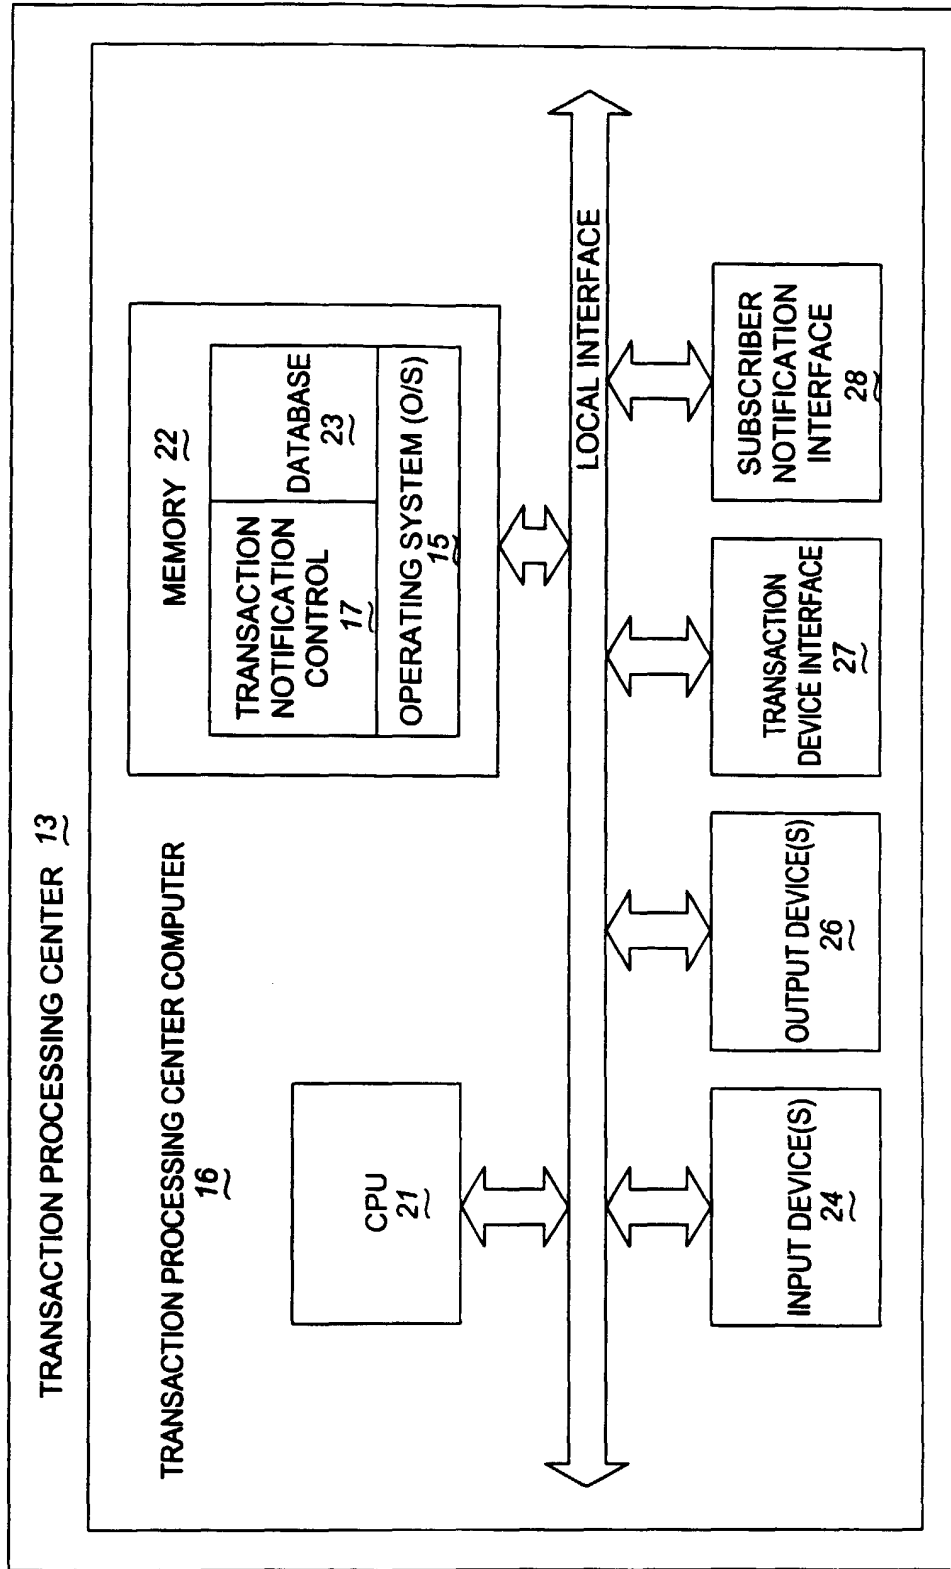 TRANSACTION PROCESSING CENTER 13
TRANSACTION PROCESSING CENTER COMPUTER
16
CPU
21
MEMORY 22
TRANSACTION
NOTIFICATION
CONTROL
17
DATABASE
23
OPERATING SYSTEM (O/S)
15
LOCAL INTERFACE
INPUT DEVICE(S)
24
OUTPUT DEVICE(S)
26
TRANSACTION
DEVICE INTERFACE
27
SUBSCRIBER
NOTIFICATION
INTERFACE
28